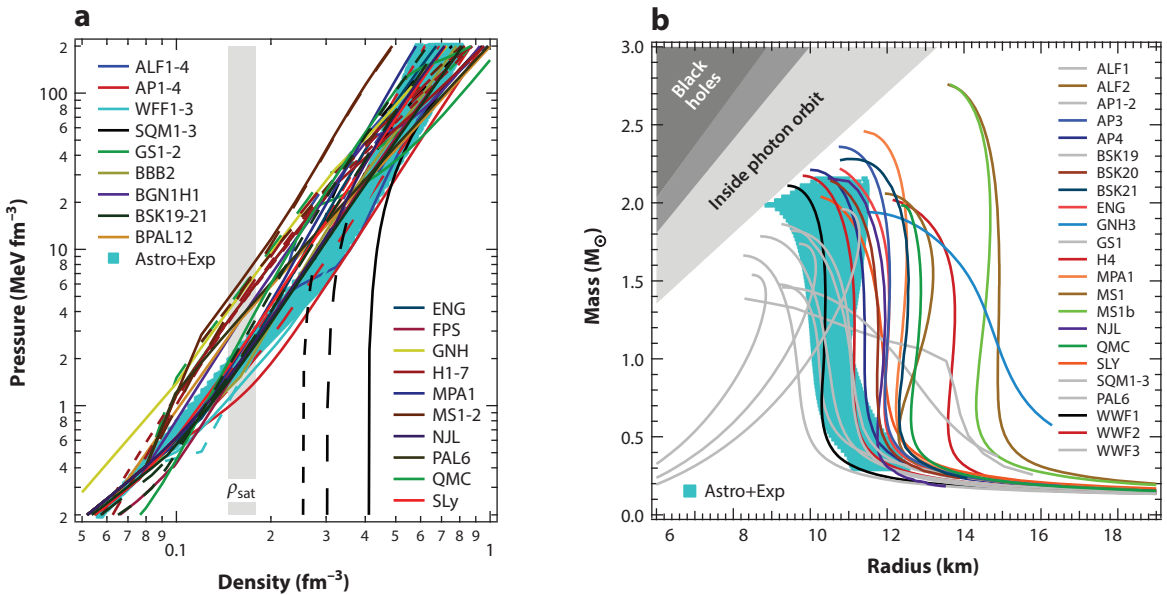 a
Pressure (MeV fm⁻³)
2
100
8
6
4
2
10
8
6
4
2
1
8
6
4
2
ALF1-4
AP1-4
WFF1-3
SQM1-3
GS1-2
BBB2
BGN1H1
BSK19-21
BPAL12
Astro+Exp
ENG
FPS
GNH
H1-7
MPA1
MS1-2
NJL
PAL6
QMC
SLy
ρsat
5 6 7 8 9 0.1 2 3 4 5 6 7 8 9 1
Density (fm⁻³)
b
Mass (M⊙)
3.0
2.5
2.0
1.5
1.0
0.5
0.0
Black
holes
Inside photon orbit
ALF1
ALF2
AP1-2
AP3
AP4
BSK19
BSK20
BSK21
ENG
GNH3
GS1
H4
MPA1
MS1
MS1b
NJL
QMC
SLY
SQM1-3
PAL6
WWF1
WWF2
WWF3
Astro+Exp
6 8 10 12 14 16 18
Radius (km)